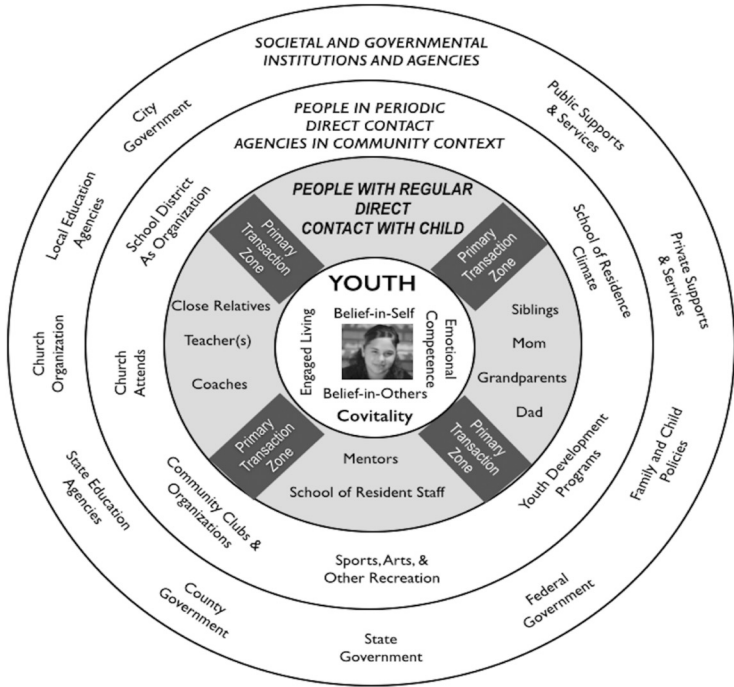 SOCIETAL AND GOVERNMENTAL
INSTITUTIONS AND AGENCIES
City
Government
Public Supports
& Services
PEOPLE IN PERIODIC
DIRECT CONTACT
AGENCIES IN COMMUNITY CONTEXT
Local Education
Agencies
School District
As Organization
PEOPLE WITH REGULAR
DIRECT
CONTACT WITH CHILD
School of Residence
Climate
Private Supports
& Services
Primary
Transaction
Zone
Primary
Transaction
Zone
YOUTH
Belief-in-Self
Engaged Living
Emotional
Competence
Belief-in-Others
Covitality
Close Relatives
Teacher(s)
Coaches
Siblings
Mom
Grandparents
Dad
Church
Organization
Church
Attends
Primary
Transaction
Zone
Primary
Transaction
Zone
Mentors
School of Resident Staff
Family and Child
Policies
Youth Development
Programs
State Education
Agencies
Community Clubs &
Organizations
Sports, Arts, &
Other Recreation
County
Government
State
Government
Federal
Government